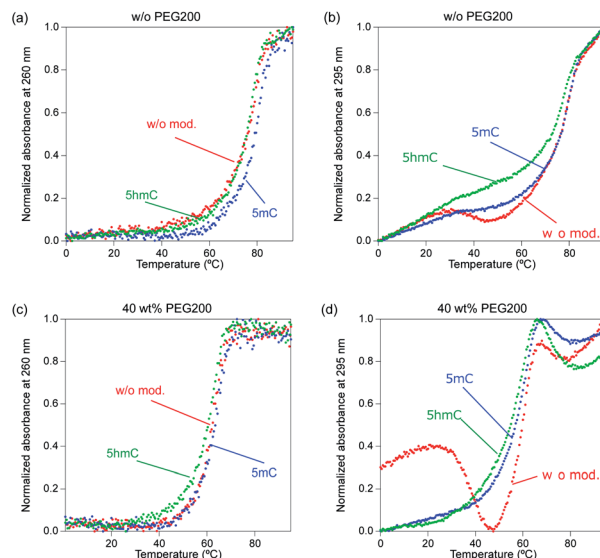 (a)
w/o PEG200
Normalized absorbance at 260 nm
1.0
0.8
0.6
0.4
0.2
0.0
w/o mod.
5hmC
5mC
0
20
40
60
80
Temperature (ºC)
(b)
w/o PEG200
Normalized absorbance at 295 nm
1.0
0.8
0.6
0.4
0.2
0.0
5mC
5hmC
w o mod.
0
20
40
60
80
Temperature (ºC)
(c)
40 wt% PEG200
Normalized absorbance at 260 nm
1.0
0.8
0.6
0.4
0.2
0.0
w/o mod.
5hmC
5mC
20
40
60
80
Temperature (ºC)
(d)
40 wt% PEG200
Normalized absorbance at 295 nm
1.0
0.8
0.6
0.4
0.2
0.0
5mC
5hmC
w o mod.
0
20
40
60
80
Temperature (ºC)